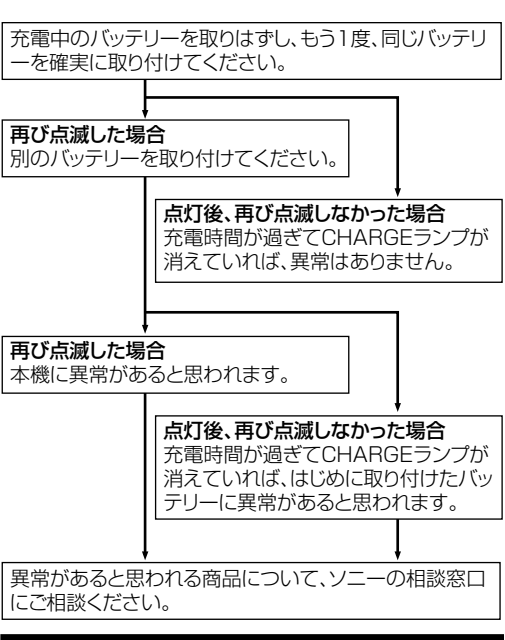 充電中のバッテリーを取りはずし、もう1度、同じバッテリ
ーを確実に取り付けてください。
再び点滅した場合
別のバッテリーを取り付けてください。
点灯後、再び点滅しなかった場合
充電時間が過ぎてCHARGEランプが
消えていれば、異常はありません。
再び点滅した場合
本機に異常があると思われます。
点灯後、再び点滅しなかった場合
充電時間が過ぎてCHARGEランプが
消えていれば、はじめに取り付けたバッ
テリーに異常があると思われます。
異常があると思われる商品について、ソニーの相談窓口
にご相談ください。